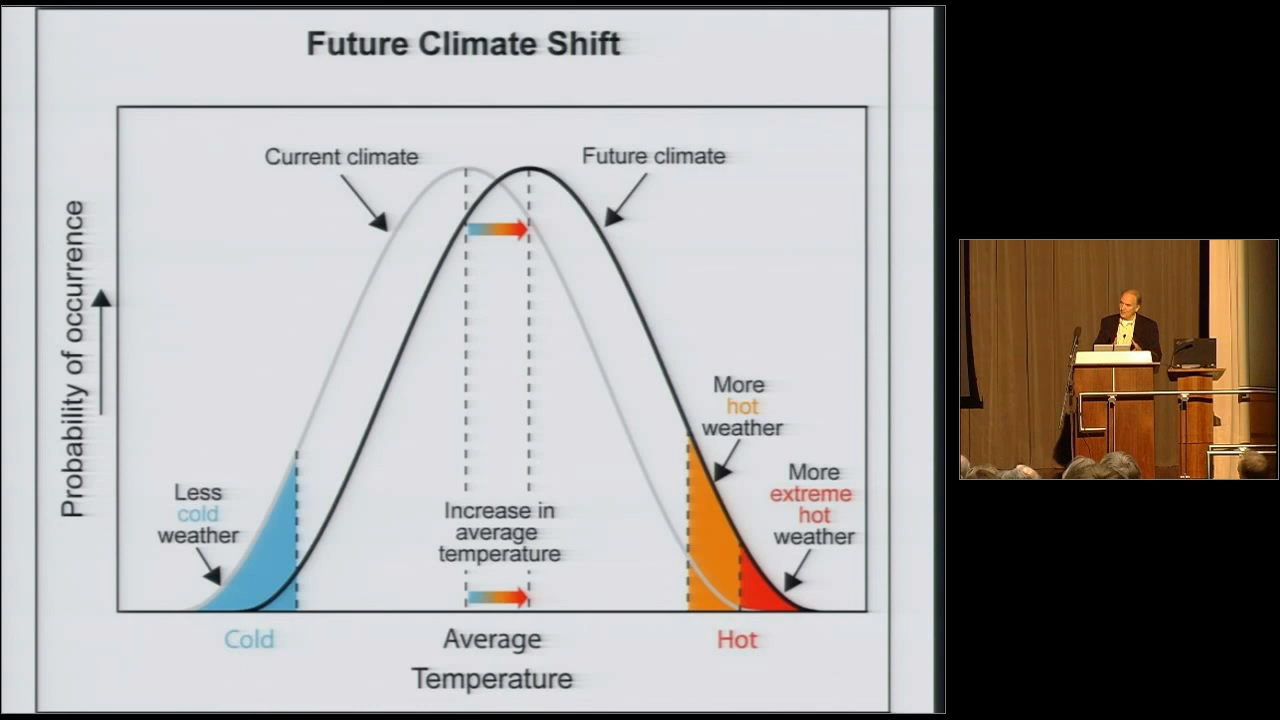 Future Climate Shift
Current climate
Future climate
Probability of occurrence
More
hot
weather
More
extreme
hot
weather
Less
cold
weather
Increase in
average
temperature
Cold
Average
Hot
Temperature